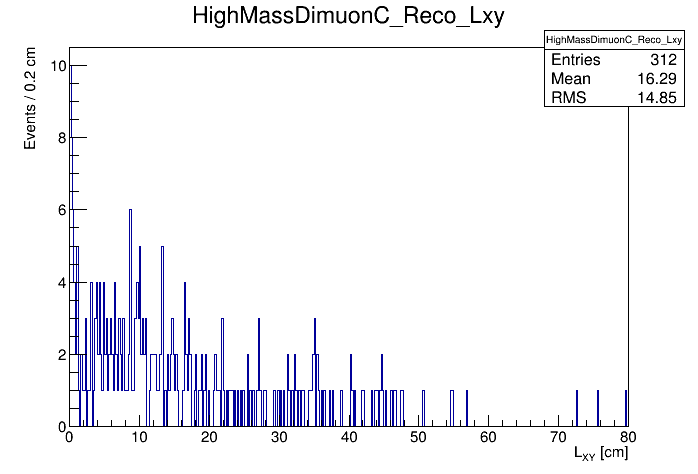 HighMassDimuonC_Reco_Lxy
HighMassDimuonC_Reco_Lxy
Entries 312
Mean 16.29
RMS 14.85
Events / 0.2 cm
10
8
6
4
2
0
0 10 20 30 40 50 60 70 80
L_XY [cm]